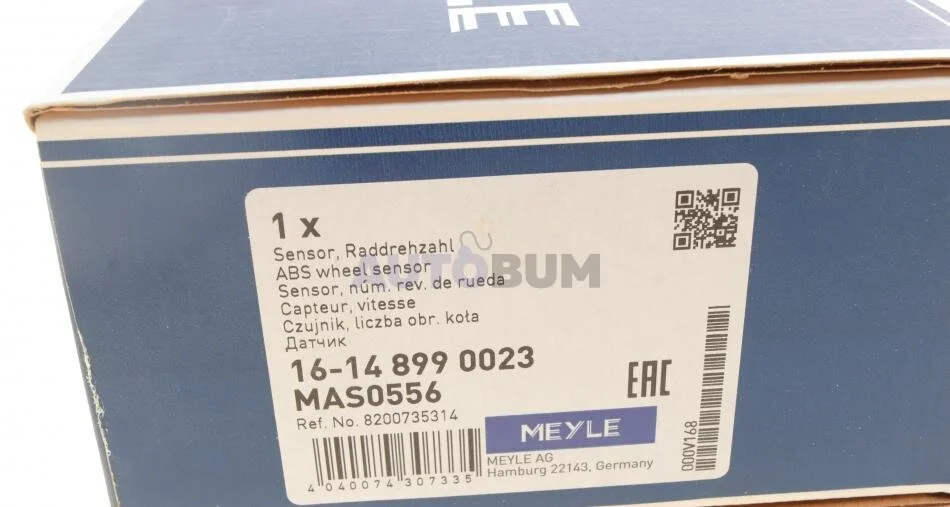 LE
1 x
Sensor, Raddrehzahl
ABS wheel sensor
Sensor, núm. rev. de rueda
Capteur, vitesse
Czujnik, liczba obr. koła
Датчик
16-14 899 0023
MAS0556
Ref. No. 8200735314
EAC
MEYLE
MEYLE AG
Hamburg 22143, Germany
4 040074 307335
000V168
AUTOBUM